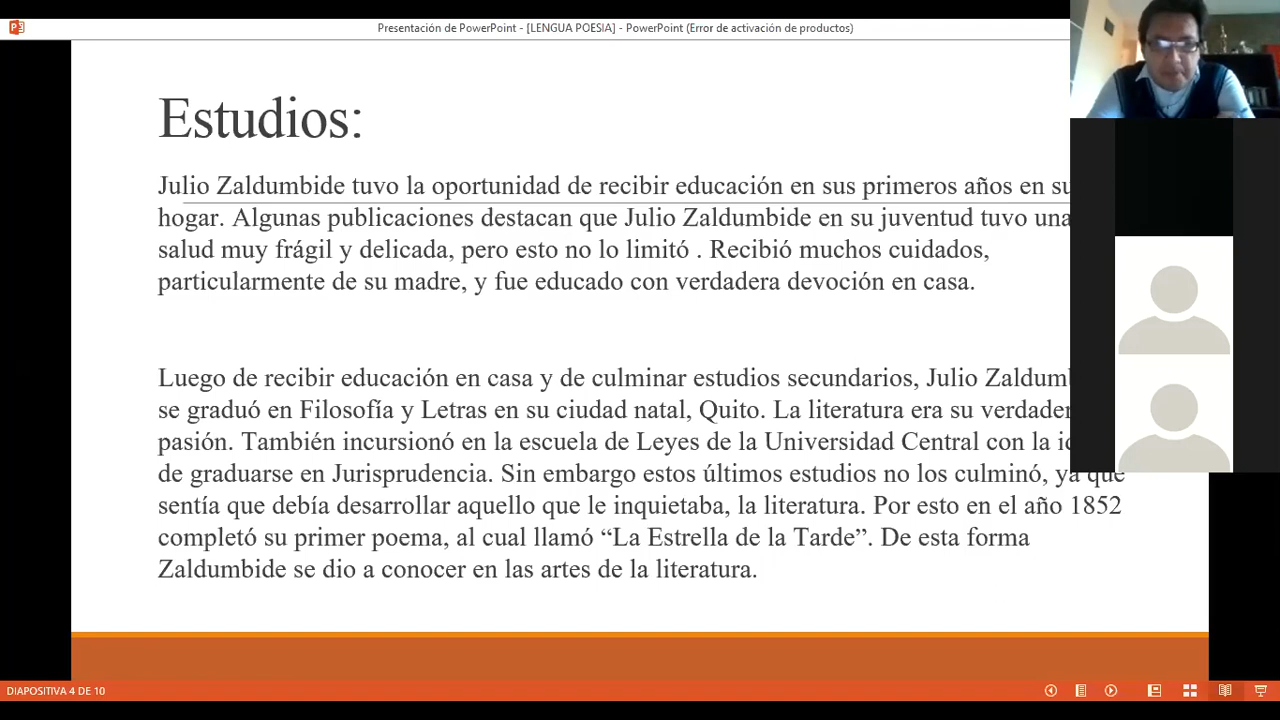 Presentación de PowerPoint - [LENGUA POESIA] - PowerPoint (Error de activación de productos)
Estudios:
Julio Zaldumbide tuvo la oportunidad de recibir educación en sus primeros años en su
hogar. Algunas publicaciones destacan que Julio Zaldumbide en su juventud tuvo una
salud muy frágil y delicada, pero esto no lo limitó . Recibió muchos cuidados,
particularmente de su madre, y fue educado con verdadera devoción en casa.
Luego de recibir educación en casa y de culminar estudios secundarios, Julio
se graduó en Filosofía y Letras en su ciudad natal, Quito. La literatura era su
pasión. También incursionó en la escuela de Leyes de la Universidad Central con la
de graduarse en Jurisprudencia. Sin embargo estos últimos estudios no los culminó, ya que
sentía que debía desarrollar aquello que le inquietaba, la literatura. Por esto en el año 1852
completó su primer poema, al cual llamó “La Estrella de la Tarde”. De esta forma
Zaldumbide se dio a conocer en las artes de la literatura.
DIAPOSITIVA 4 DE 10